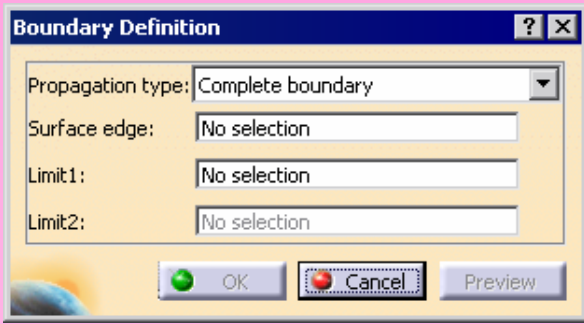 Boundary Definition
Propagation type: Complete boundary
Surface edge: No selection
Limit1: No selection
Limit2: No selection
OK Cancel Preview